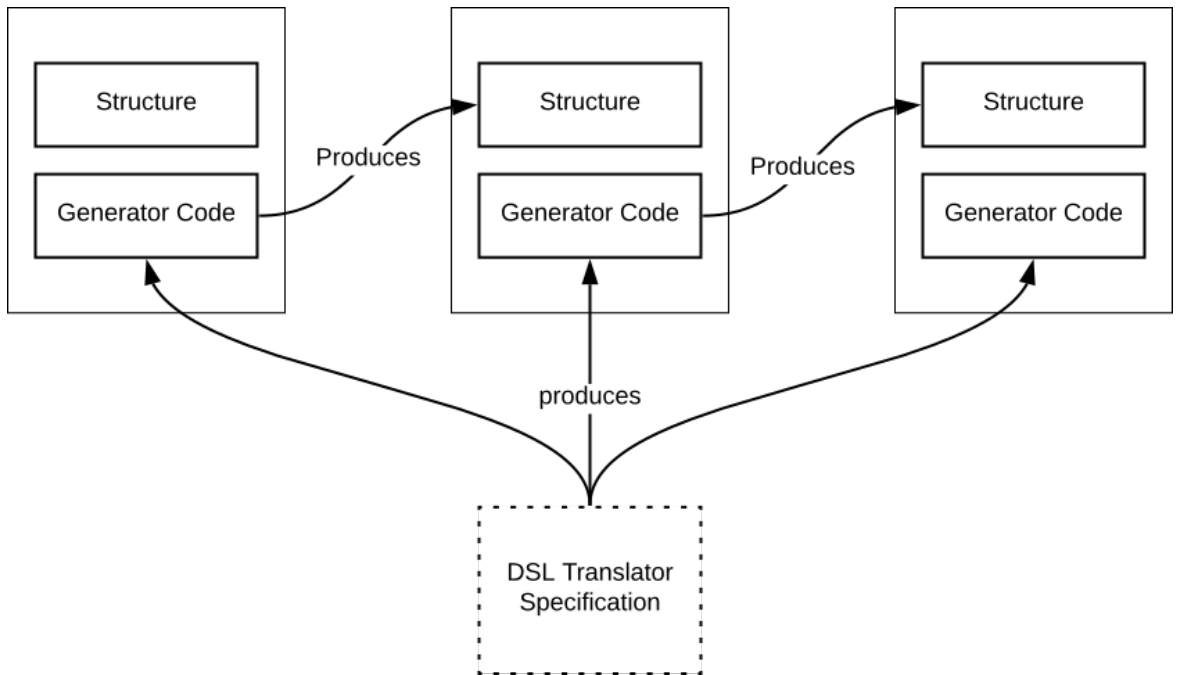 Structure
Structure
Structure
Produces
Produces
Generator Code
Generator Code
Generator Code
produces
DSL Translator
Specification